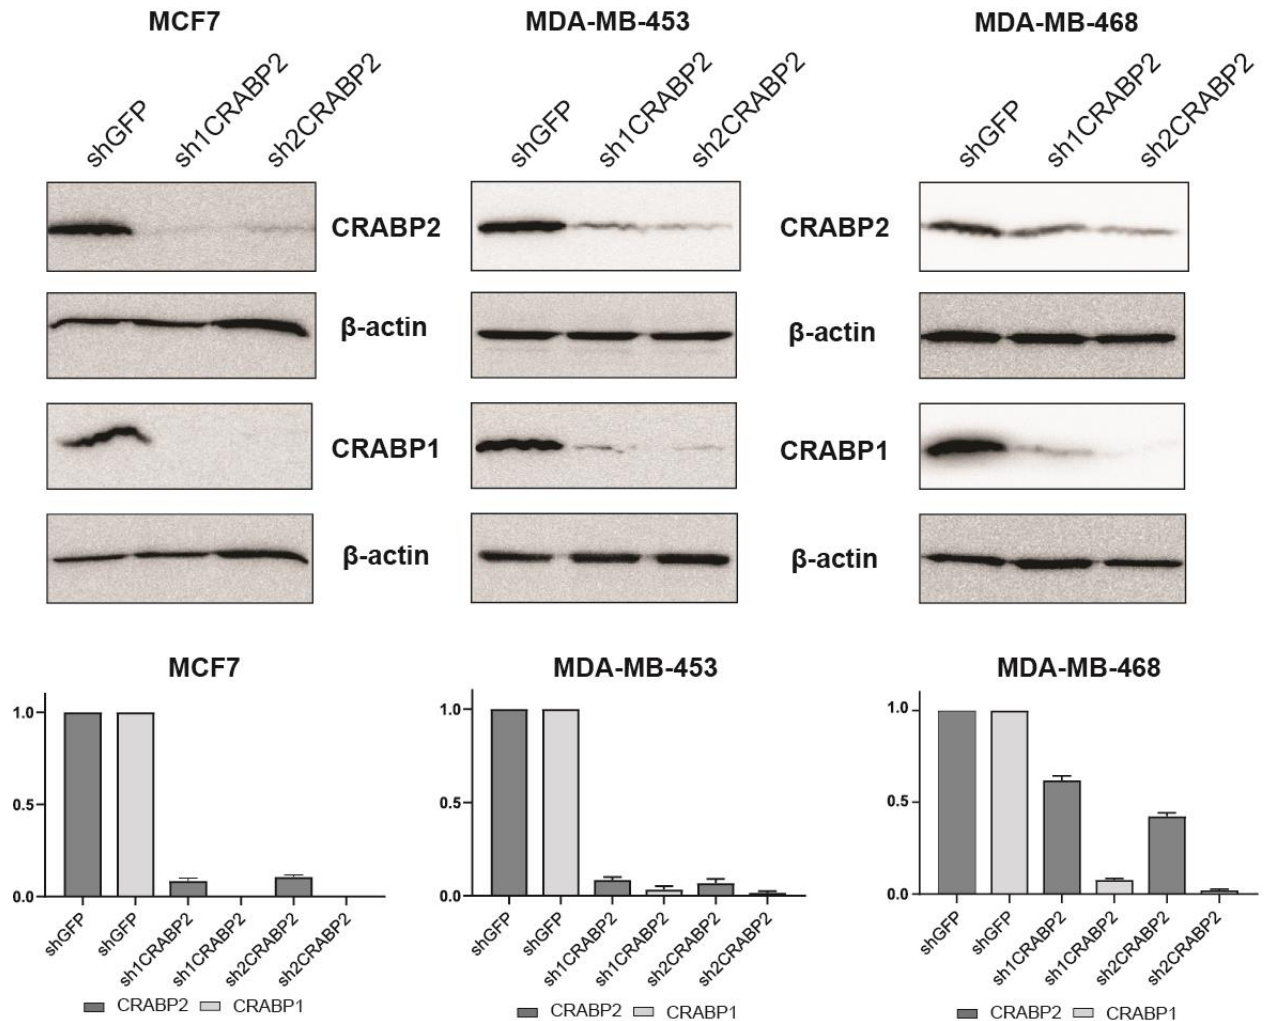 MCF7 MDA-MB-453 MDA-MB-468
shGFP sh1CRABP2 sh2CRABP2 shGFP sh1CRABP2 sh2CRABP2 shGFP sh1CRABP2 sh2CRABP2
CRABP2 CRABP2
β-actin β-actin
CRABP1 CRABP1
β-actin β-actin
MCF7 MDA-MB-453 MDA-MB-468
1.0 1.0 1.0
0.5 0.5 0.5
0.0 0.0 0.0
shGFP shGFP sh1CRABP2 sh1CRABP2 sh2CRABP2 sh2CRABP2 shGFP shGFP sh1CRABP2 sh1CRABP2 sh2CRABP2 sh2CRABP2 shGFP shGFP sh1CRABP2 sh1CRABP2 sh2CRABP2 sh2CRABP2
CRABP2 CRABP1 CRABP2 CRABP1 CRABP2 CRABP1